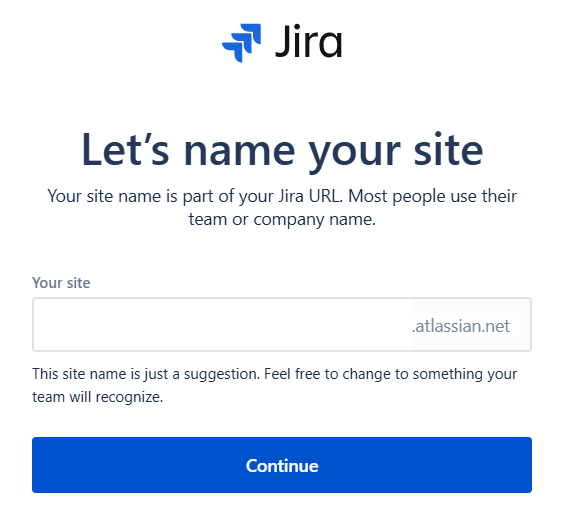 Jira
Let’s name your site
Your site name is part of your Jira URL. Most people use their
team or company name.
Your site
.atlassian.net
This site name is just a suggestion. Feel free to change to something your
team will recognize.
Continue